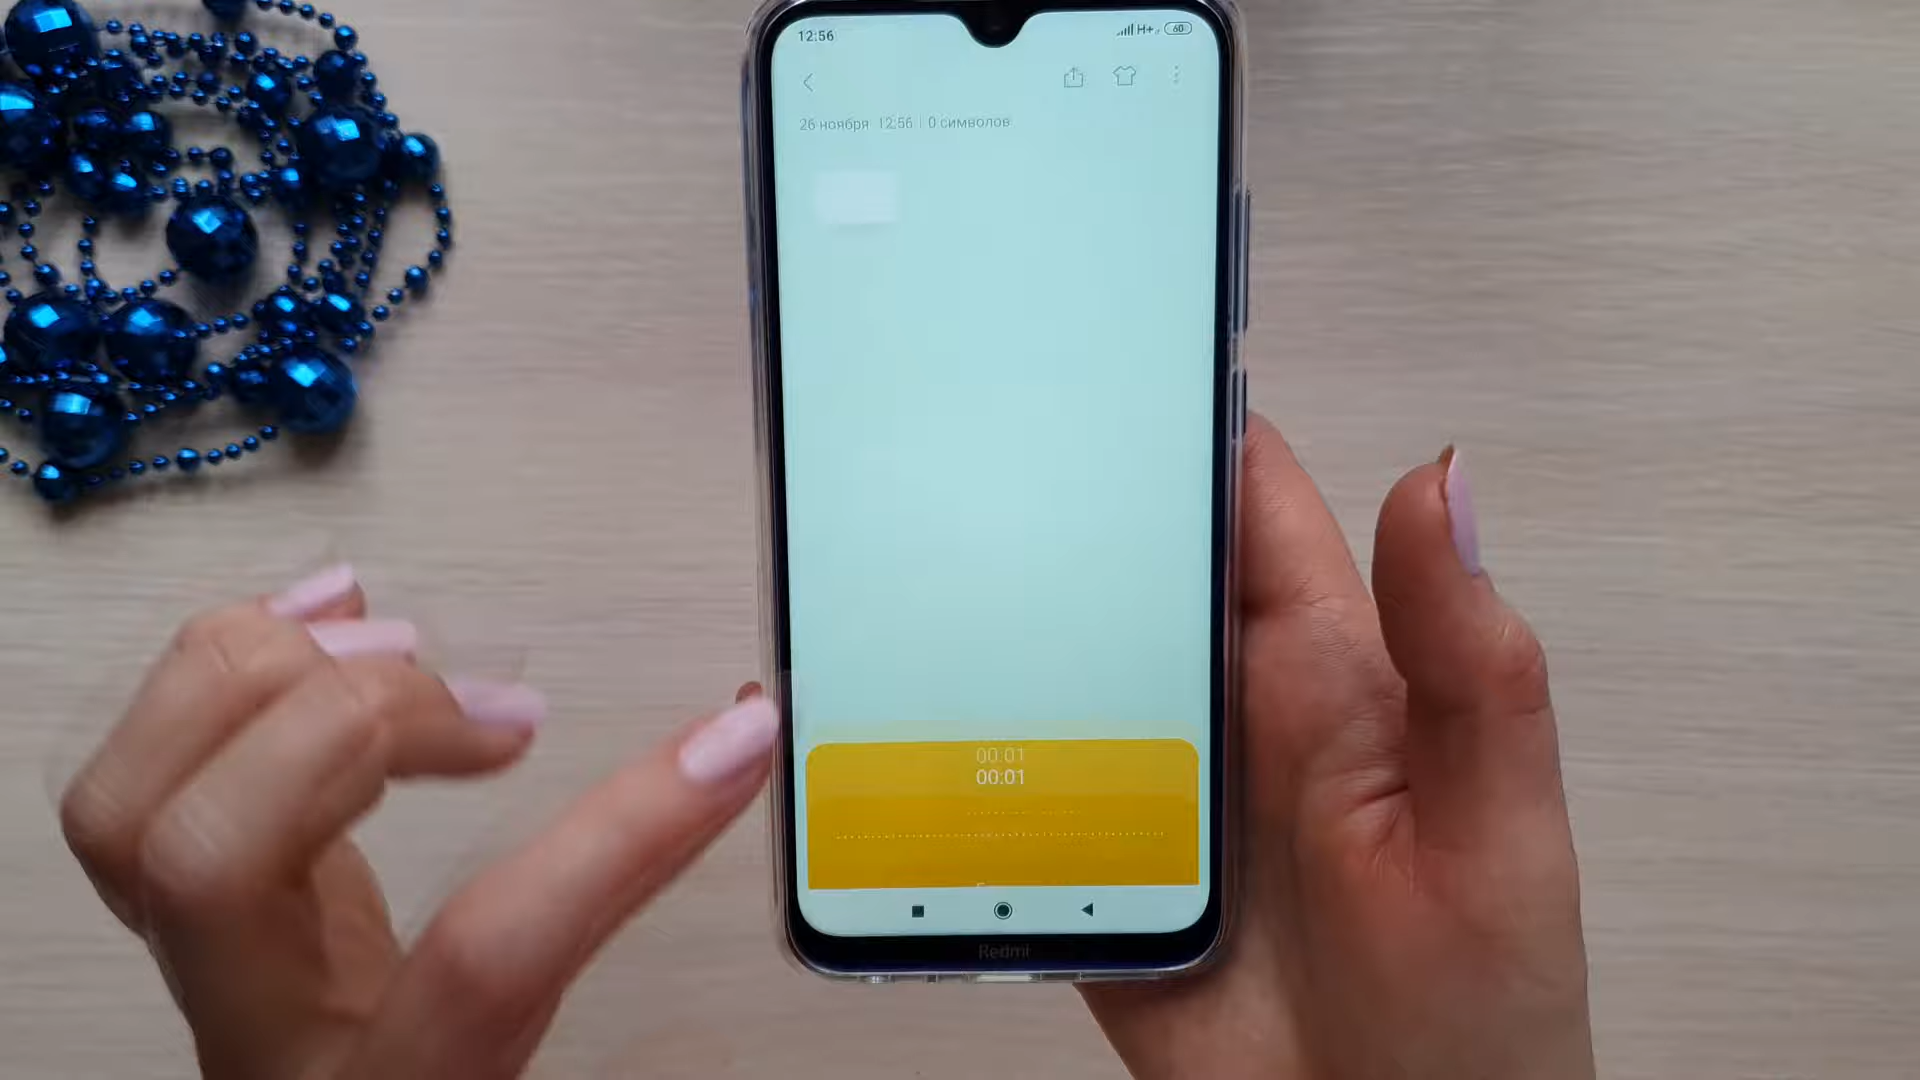 12:56
H+ 60
26 ноября 12:56 | 0 символов
00:01
00:01
Redmi